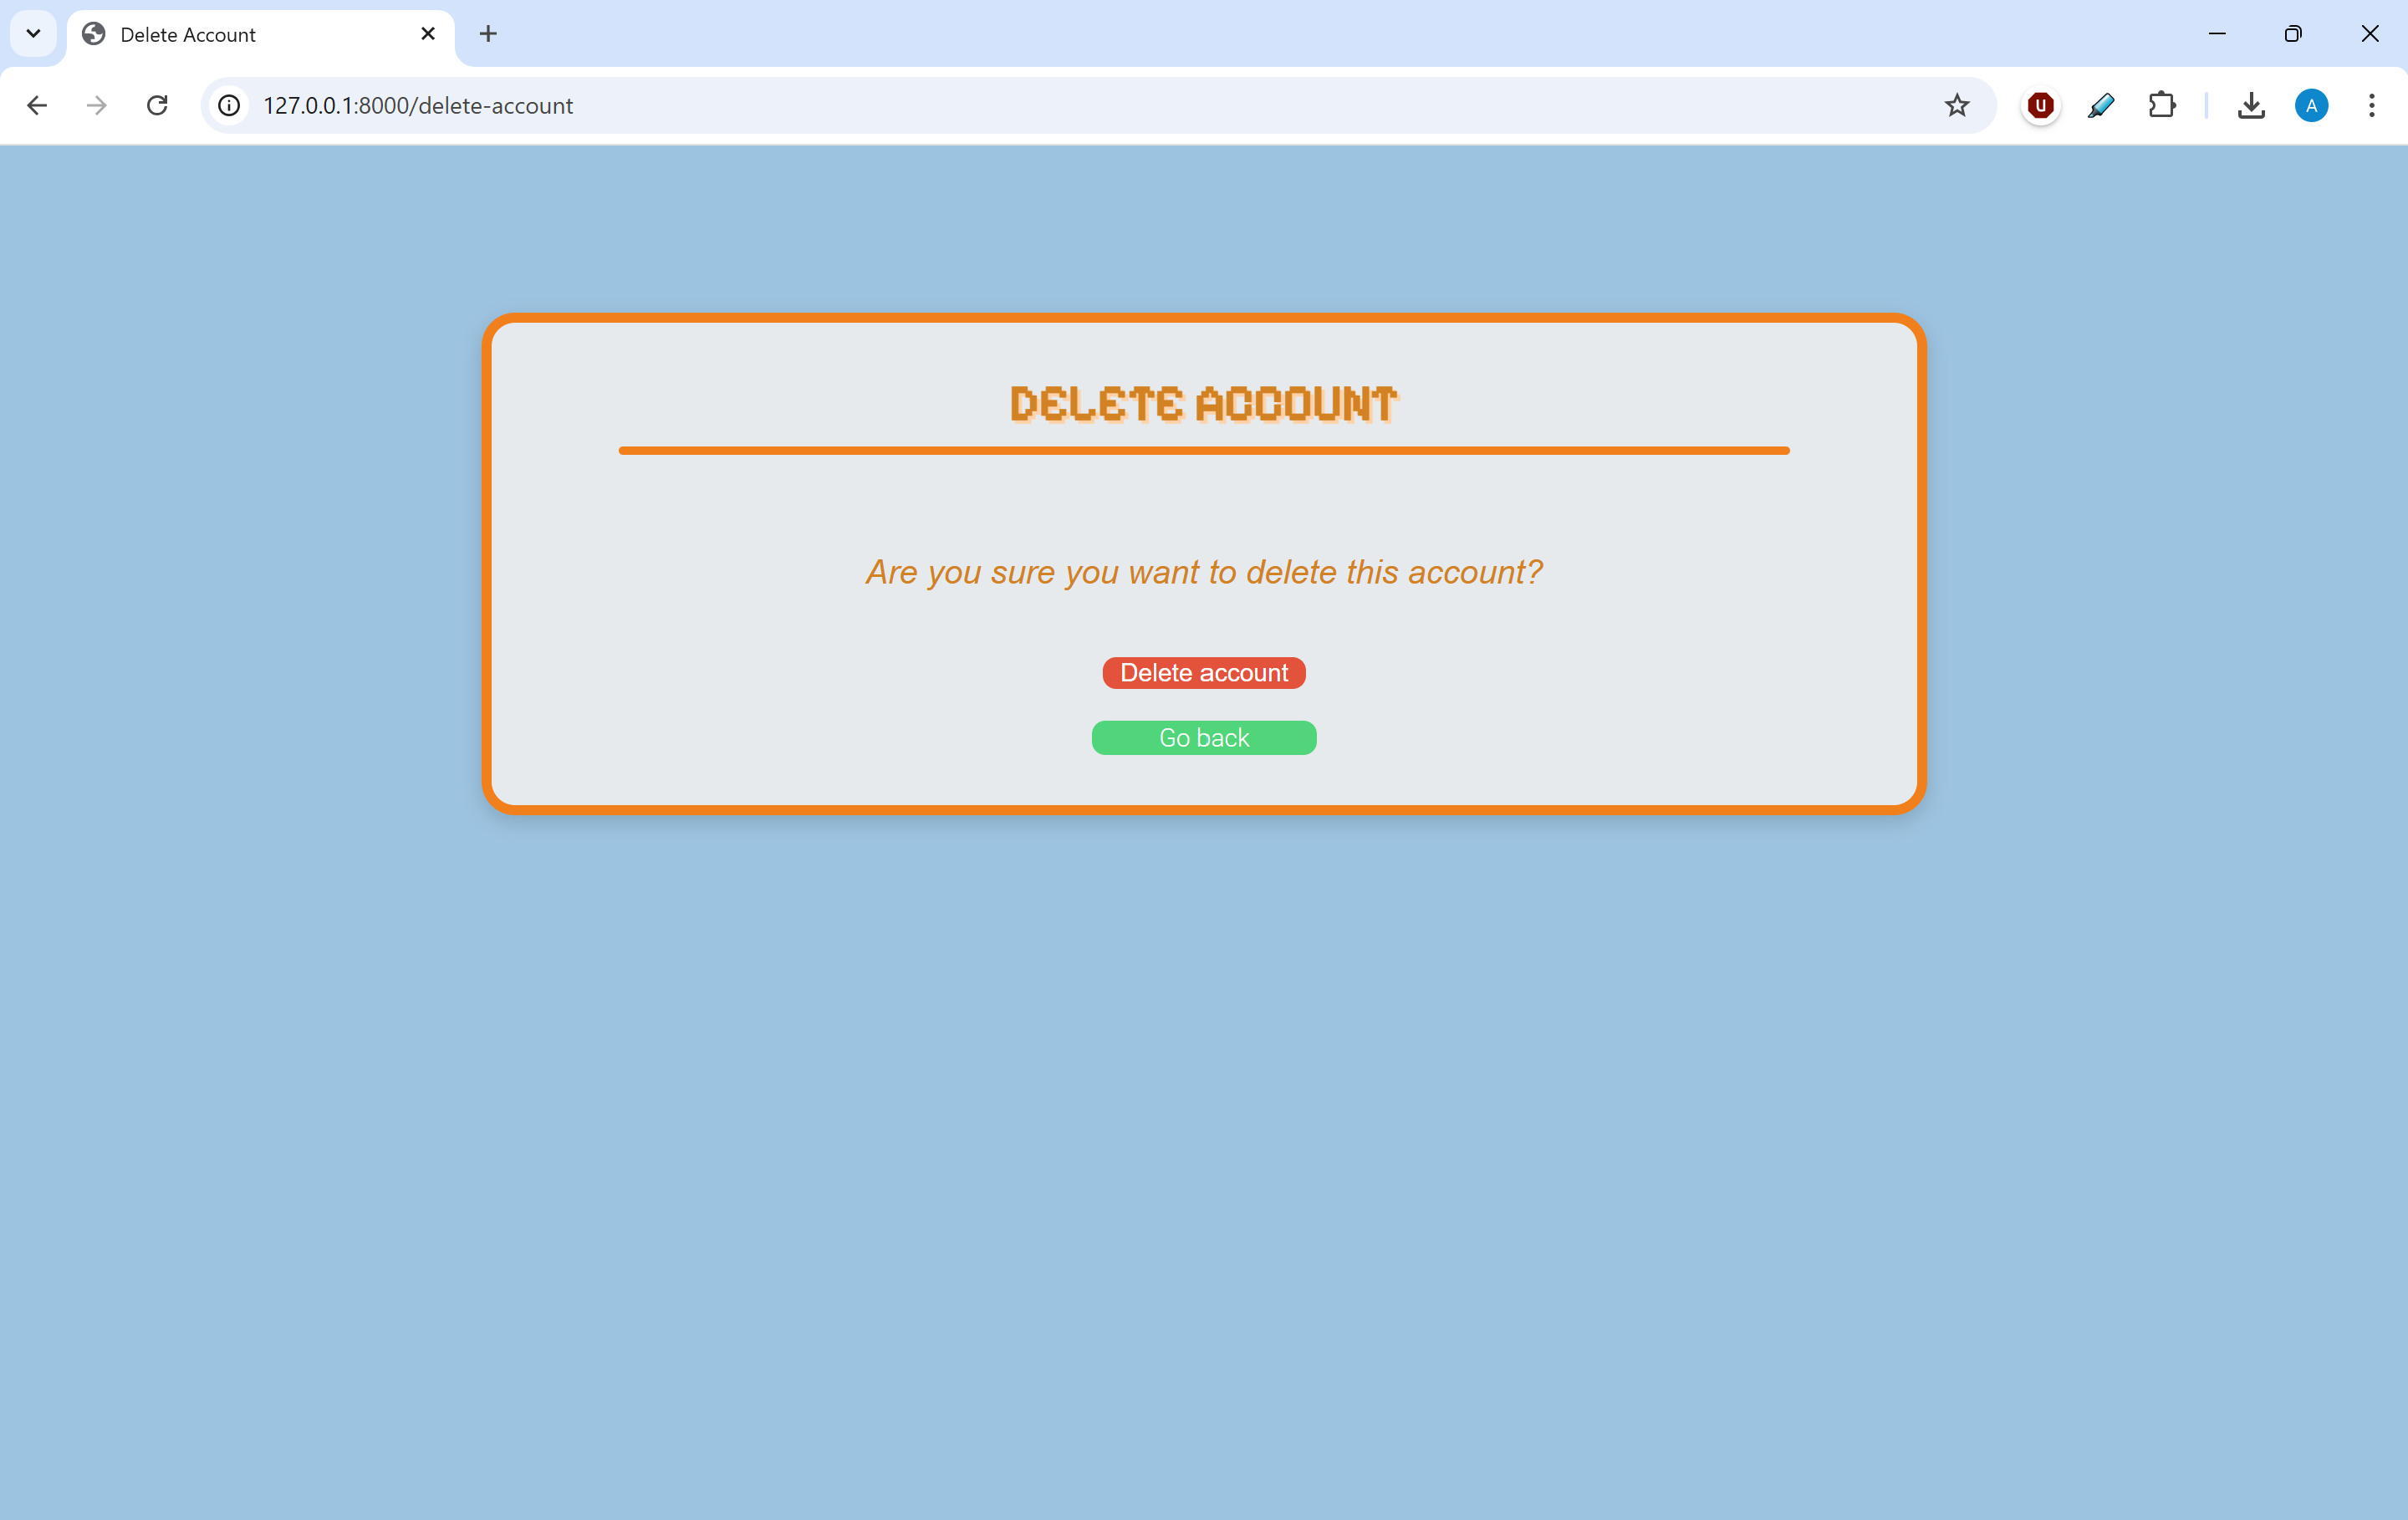 Delete Account
127.0.0.1:8000/delete-account
U
A
DELETE ACCOUNT
Are you sure you want to delete this account?
Delete account
Go back